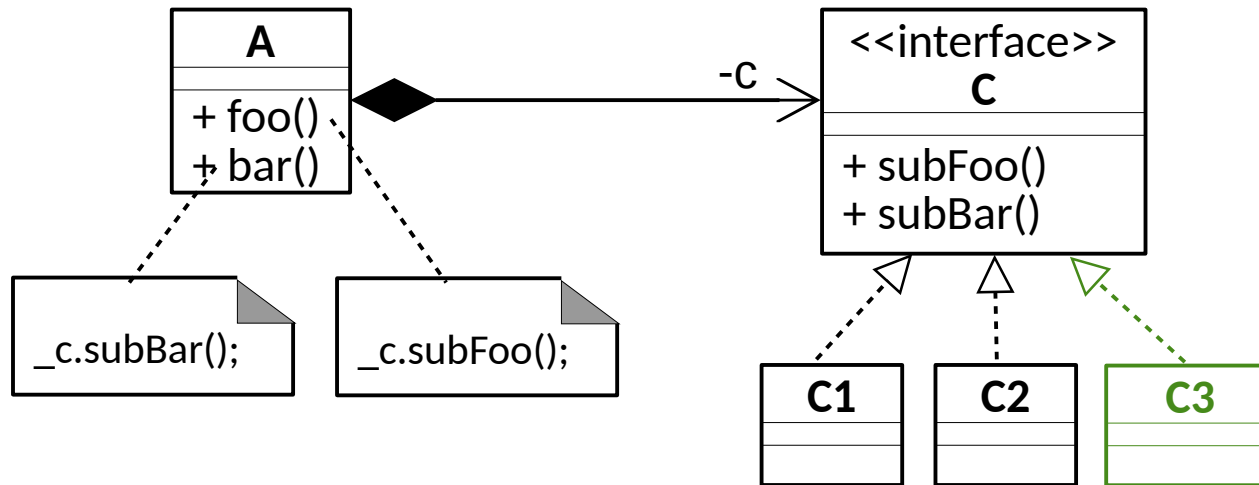 A
+ foo()
+ bar()
-c
<<interface>>
C
+ subFoo()
+ subBar()
_c.subBar();
_c.subFoo();
C1
C2
C3